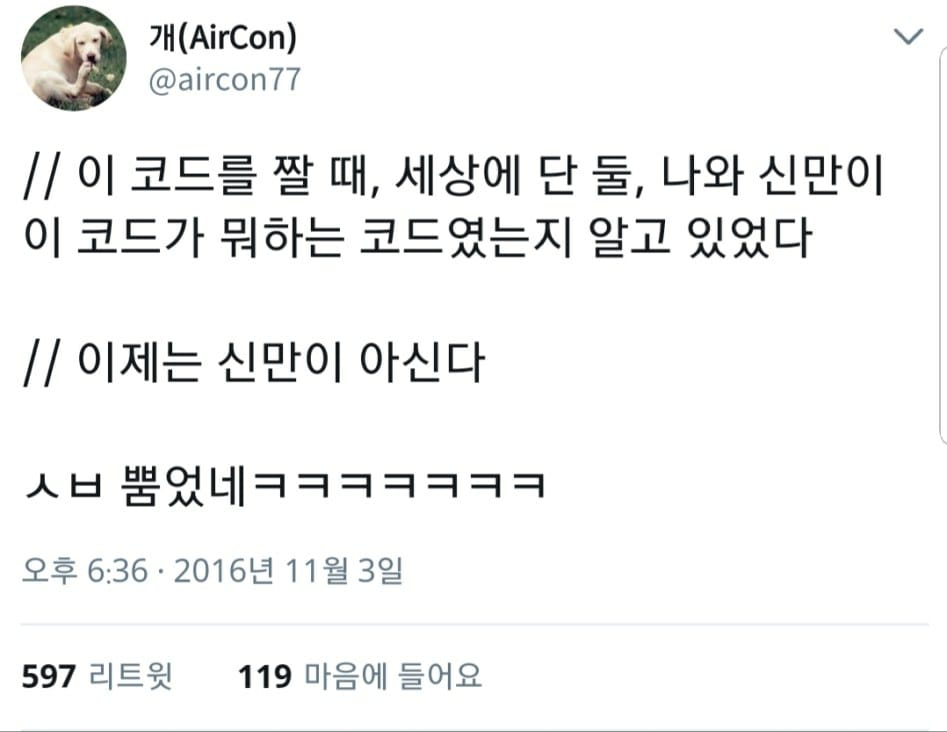 개(AirCon)
@aircon77
// 이 코드를 짤 때, 세상에 단 둘, 나와 신만이
이 코드가 뭐하는 코드였는지 알고 있었다
// 이제는 신만이 아신다
ㅅㅂ 뿜었네ㅋㅋㅋㅋㅋㅋㅋ
오후 6:36 · 2016년 11월 3일
597 리트윗 119 마음에 들어요